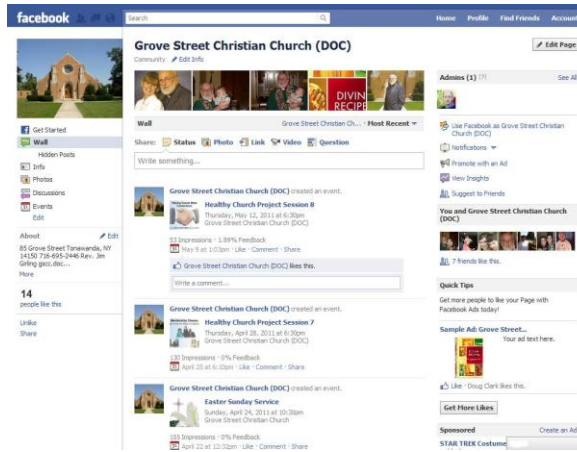 facebook
Search
Home Profile Find Friends Account
Grove Street Christian Church (DOC)
Community Edit Info
Edit Page
DIVIN
RECIPE
Get Started
Wall
Hidden Posts
Info
Photos
Discussions
Events
Edit
About Edit
85 Grove Street Tonawanda, NY
14150 716-695-2446 Rev. Jim
Girling gscc.doc...
More
14
people like this
Unlike
Share
Wall Grove Street Christian Ch... · Most Recent
Share: Status Photo Link Video Question
Write something...
Grove Street Christian Church (DOC) created an event.
Healthy Church Project Session 8
Thursday, May 12, 2011 at 6:30pm
Grove Street Christian Church (DOC)
53 Impressions · 1.89% Feedback
May 9 at 1:03pm · Like · Comment · Share
Grove Street Christian Church (DOC) likes this.
Write a comment...
Grove Street Christian Church (DOC) created an event.
Healthy Church Project Session 7
Thursday, April 28, 2011 at 6:30pm
Grove Street Christian Church (DOC)
130 Impressions · 0% Feedback
April 25 at 6:10pm · Like · Comment · Share
Grove Street Christian Church (DOC) created an event.
Easter Sunday Service
Sunday, April 24, 2011 at 10:30pm
Grove Street Christian Church
155 Impressions · 0% Feedback
April 22 at 12:32pm · Like · Comment · Share
Admins (1) [?] See All
Use Facebook as Grove Street Christian
Church (DOC)
Notifications
Promote with an Ad
View Insights
Suggest to Friends
You and Grove Street Christian Church
(DOC)
7 friends like this.
Quick Tips
Get more people to like your Page with
Facebook Ads today!
Sample Ad: Grove Street...
Your ad text here.
Like · Doug Clark likes this.
Get More Likes
Sponsored Create an Ad
STAR TREK Costume